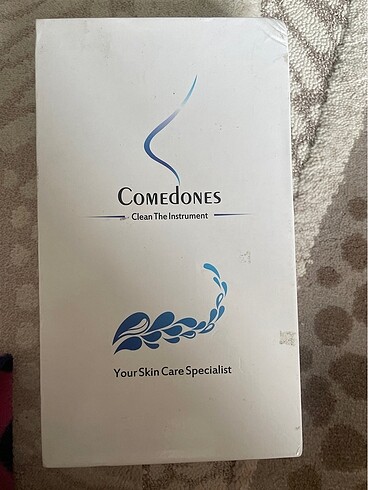 COMEDONES
Clean The Instrument
Your Skin Care Specialist